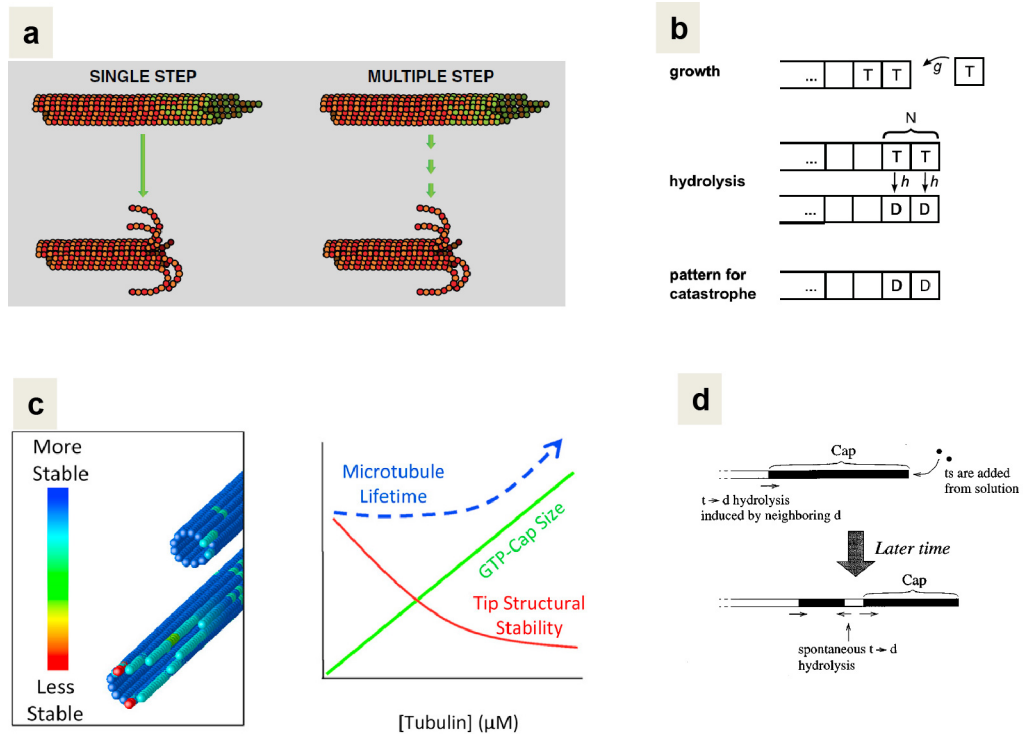 a
SINGLE STEP
MULTIPLE STEP
b
growth
... T T
g
T
N
hydrolysis
... T T
h h
... D D
pattern for
catastrophe
... D D
c
More
Stable
Less
Stable
Microtubule
Lifetime
GTP-Cap Size
Tip Structural
Stability
[Tubulin] (µM)
d
Cap
ts are added
from solution
t → d hydrolysis
induced by neighboring d
Later time
Cap
spontaneous t → d
hydrolysis